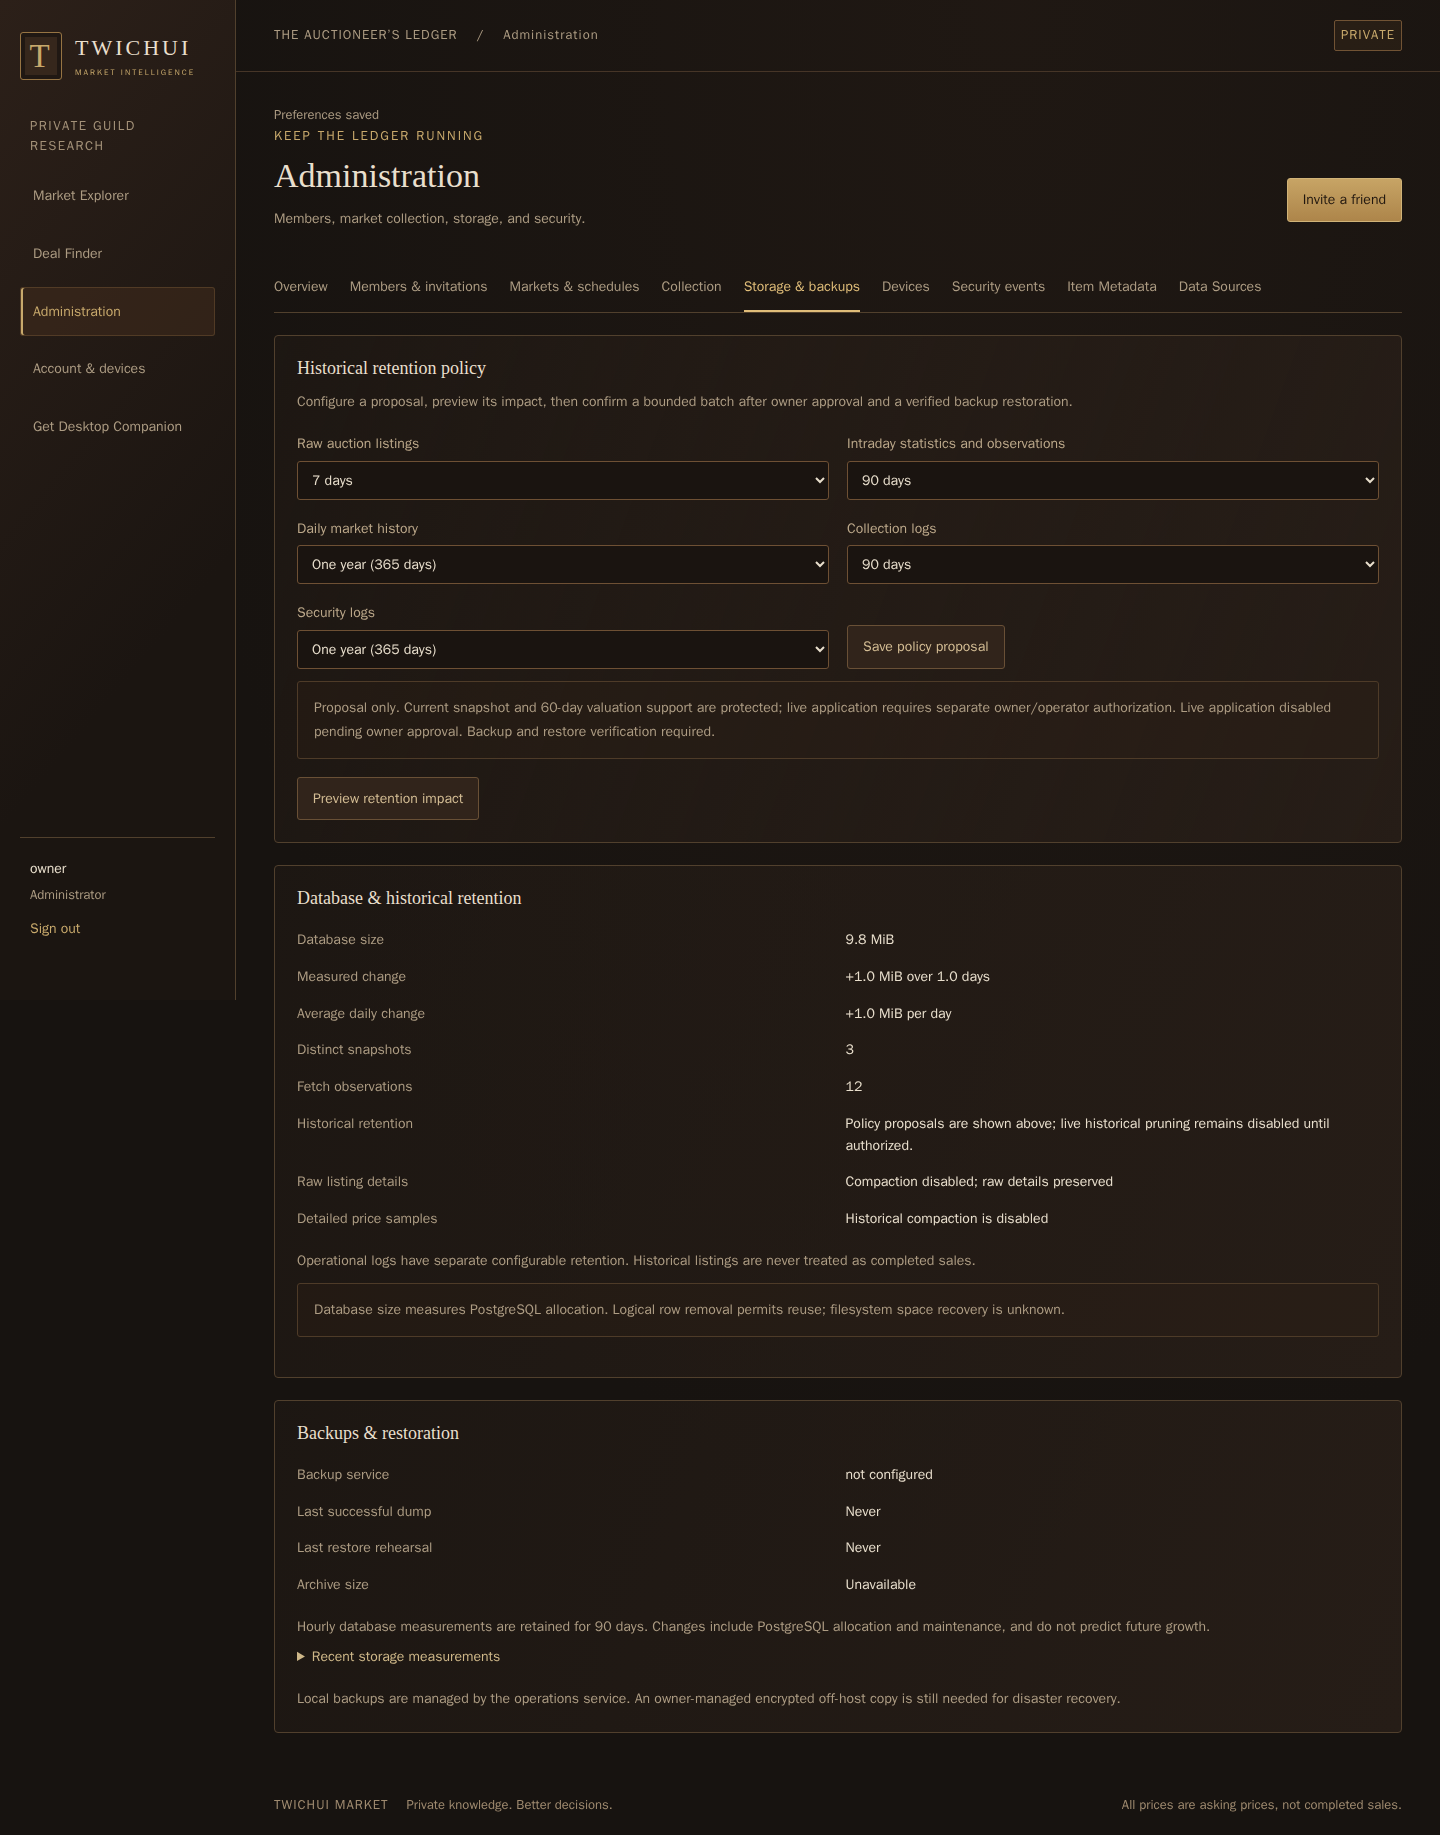 T
TWICHUI
MARKET INTELLIGENCE
PRIVATE GUILD
RESEARCH
Market Explorer
Deal Finder
Administration
Account & devices
Get Desktop Companion
owner
Administrator
Sign out
THE AUCTIONEER'S LEDGER / Administration
PRIVATE
Preferences saved
KEEP THE LEDGER RUNNING
Administration
Members, market collection, storage, and security.
Invite a friend
Overview Members & invitations Markets & schedules Collection Storage & backups Devices Security events Item Metadata Data Sources
Historical retention policy
Configure a proposal, preview its impact, then confirm a bounded batch after owner approval and a verified backup restoration.
Raw auction listings
7 days
Intraday statistics and observations
90 days
Daily market history
One year (365 days)
Collection logs
90 days
Security logs
One year (365 days)
Save policy proposal
Proposal only. Current snapshot and 60-day valuation support are protected; live application requires separate owner/operator authorization. Live application disabled
pending owner approval. Backup and restore verification required.
Preview retention impact
Database & historical retention
Database size 9.8 MiB
Measured change +1.0 MiB over 1.0 days
Average daily change +1.0 MiB per day
Distinct snapshots 3
Fetch observations 12
Historical retention Policy proposals are shown above; live historical pruning remains disabled until
authorized.
Raw listing details Compaction disabled; raw details preserved
Detailed price samples Historical compaction is disabled
Operational logs have separate configurable retention. Historical listings are never treated as completed sales.
Database size measures PostgreSQL allocation. Logical row removal permits reuse; filesystem space recovery is unknown.
Backups & restoration
Backup service not configured
Last successful dump Never
Last restore rehearsal Never
Archive size Unavailable
Hourly database measurements are retained for 90 days. Changes include PostgreSQL allocation and maintenance, and do not predict future growth.
Recent storage measurements
Local backups are managed by the operations service. An owner-managed encrypted off-host copy is still needed for disaster recovery.
TWICHUI MARKET Private knowledge. Better decisions.
All prices are asking prices, not completed sales.